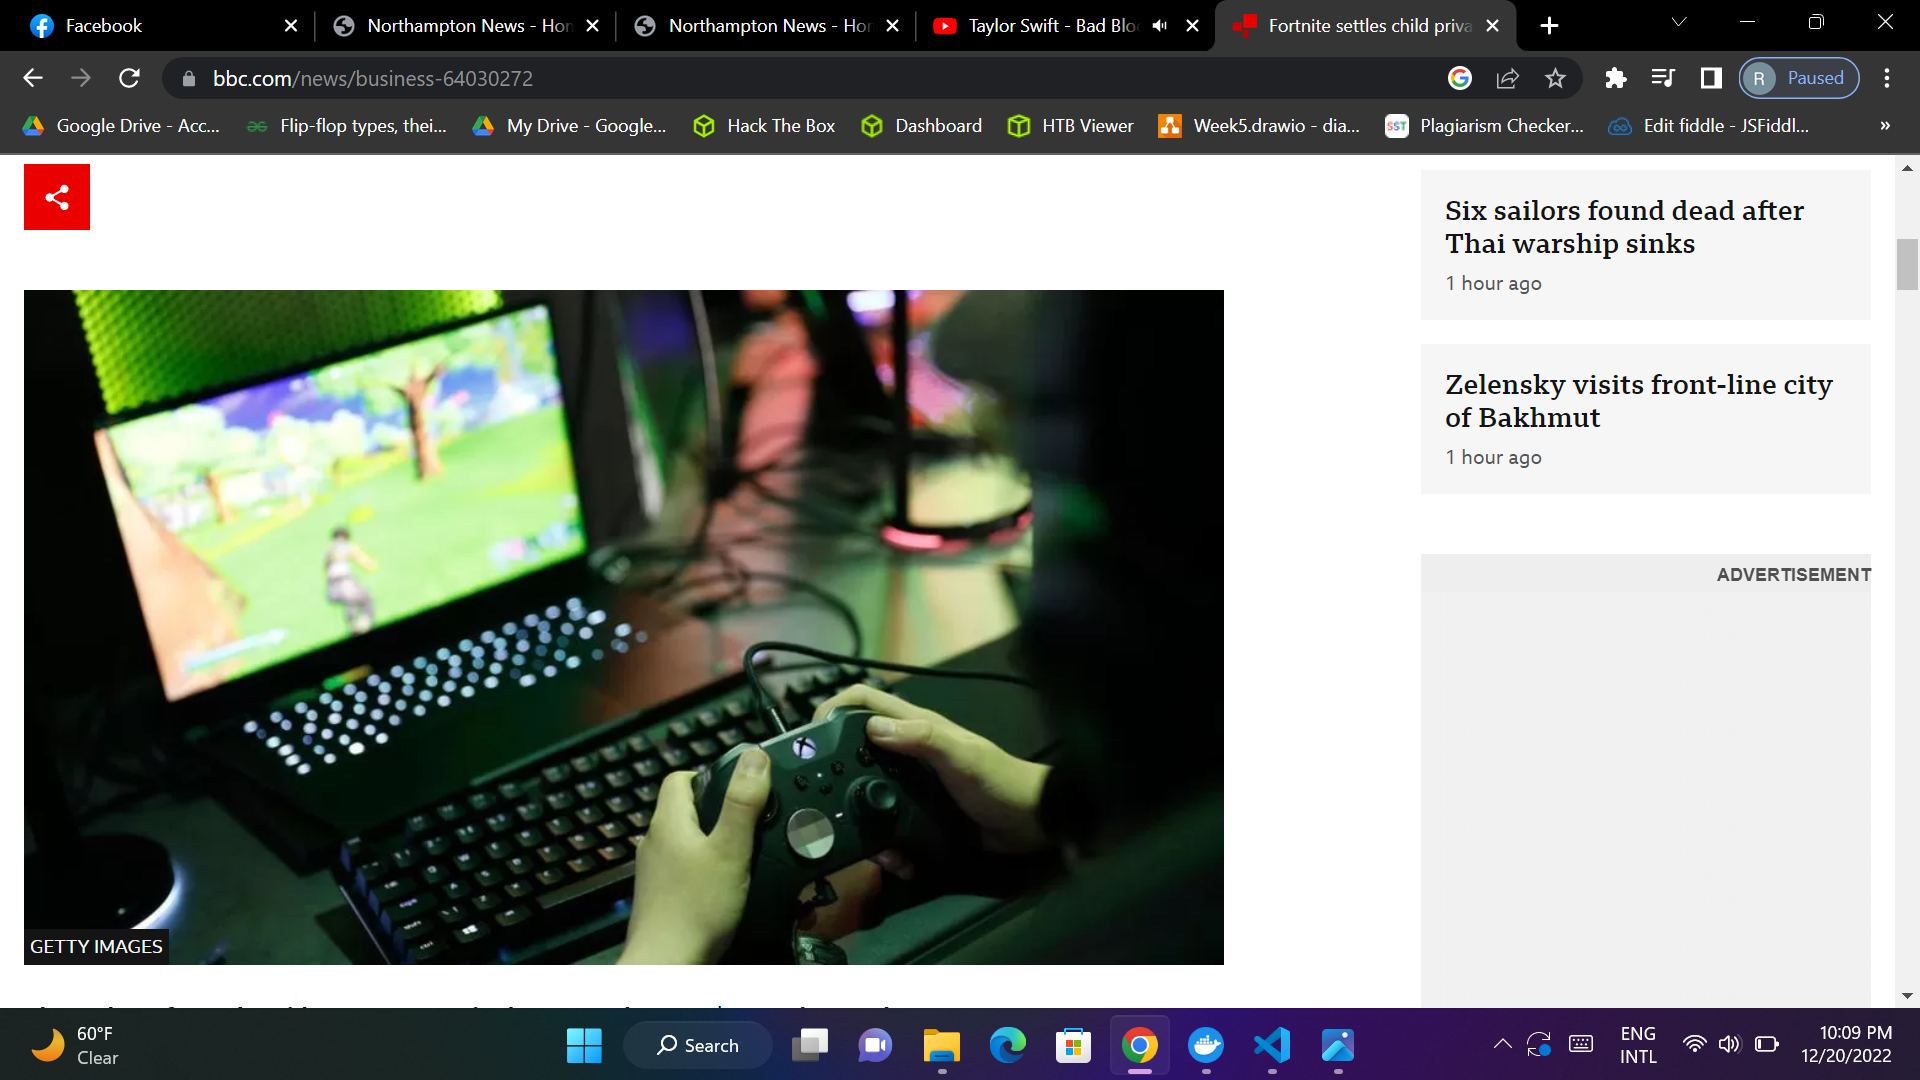 Facebook
Northampton News - Hon
Northampton News - Hon
Taylor Swift - Bad Blo
Fortnite settles child priva
bbc.com/news/business-64030272
R Paused
Google Drive - Acc...
Flip-flop types, thei...
My Drive - Google...
Hack The Box
Dashboard
HTB Viewer
Week5.drawio - dia...
SST
Plagiarism Checker...
Edit fiddle - JSFiddl...
»
Six sailors found dead after
Thai warship sinks
1 hour ago
Zelensky visits front-line city
of Bakhmut
1 hour ago
ADVERTISEMENT
GETTY IMAGES
60°F
Clear
Search
ENG
INTL
10:09 PM
12/20/2022